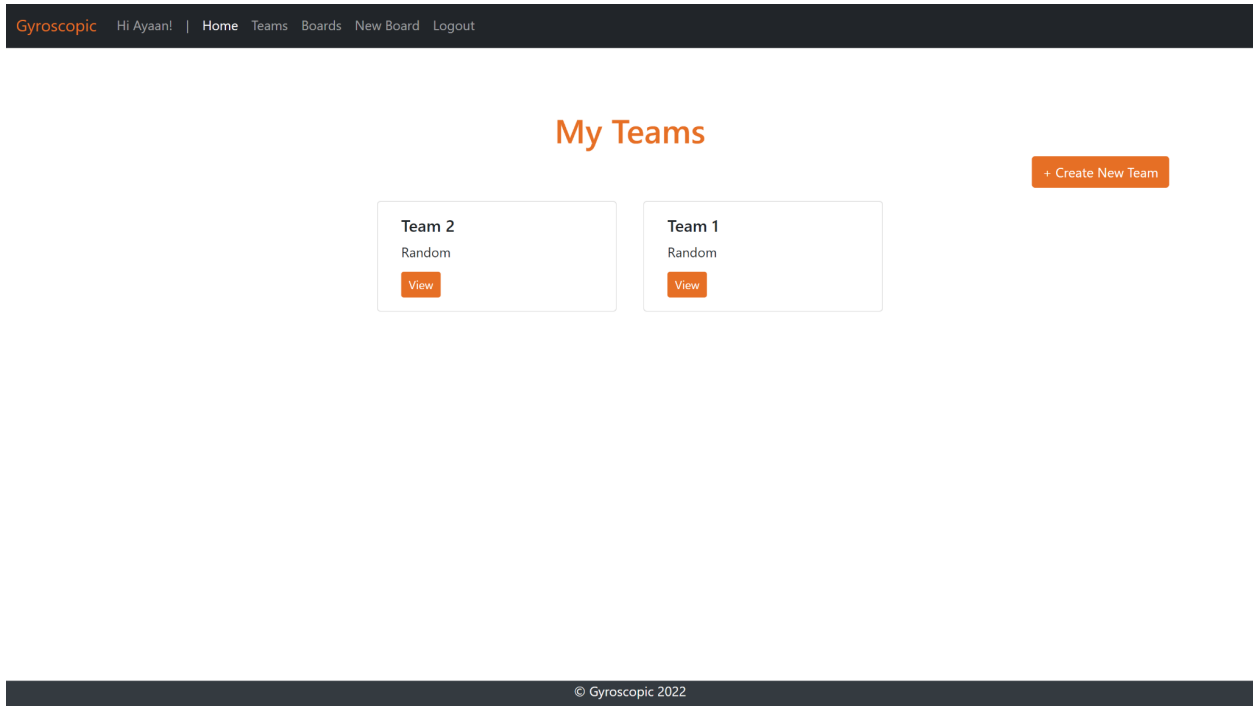 Gyroscopic Hi Ayaan! | Home Teams Boards New Board Logout
My Teams
+ Create New Team
Team 2
Random
View
Team 1
Random
View
© Gyroscopic 2022